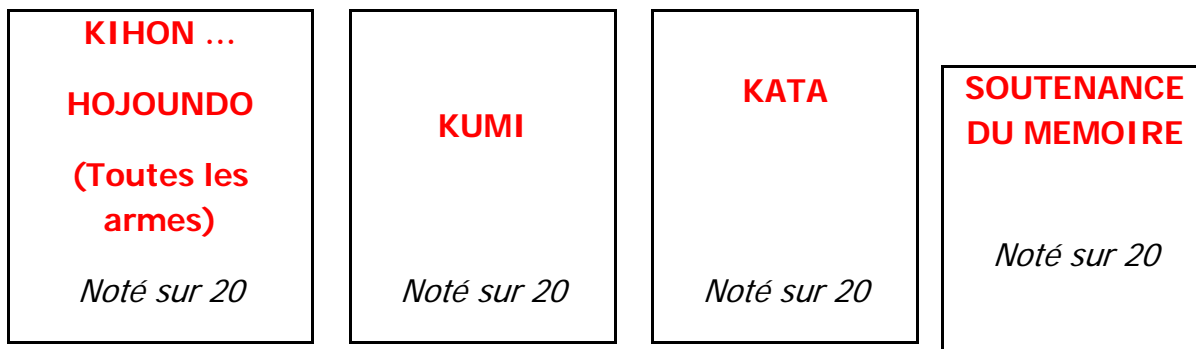 KIHON …
HOJOUNDO
(Toutes les
armes)
Noté sur 20
KUMI
Noté sur 20
KATA
Noté sur 20
SOUTENANCE
DU MEMOIRE
Noté sur 20